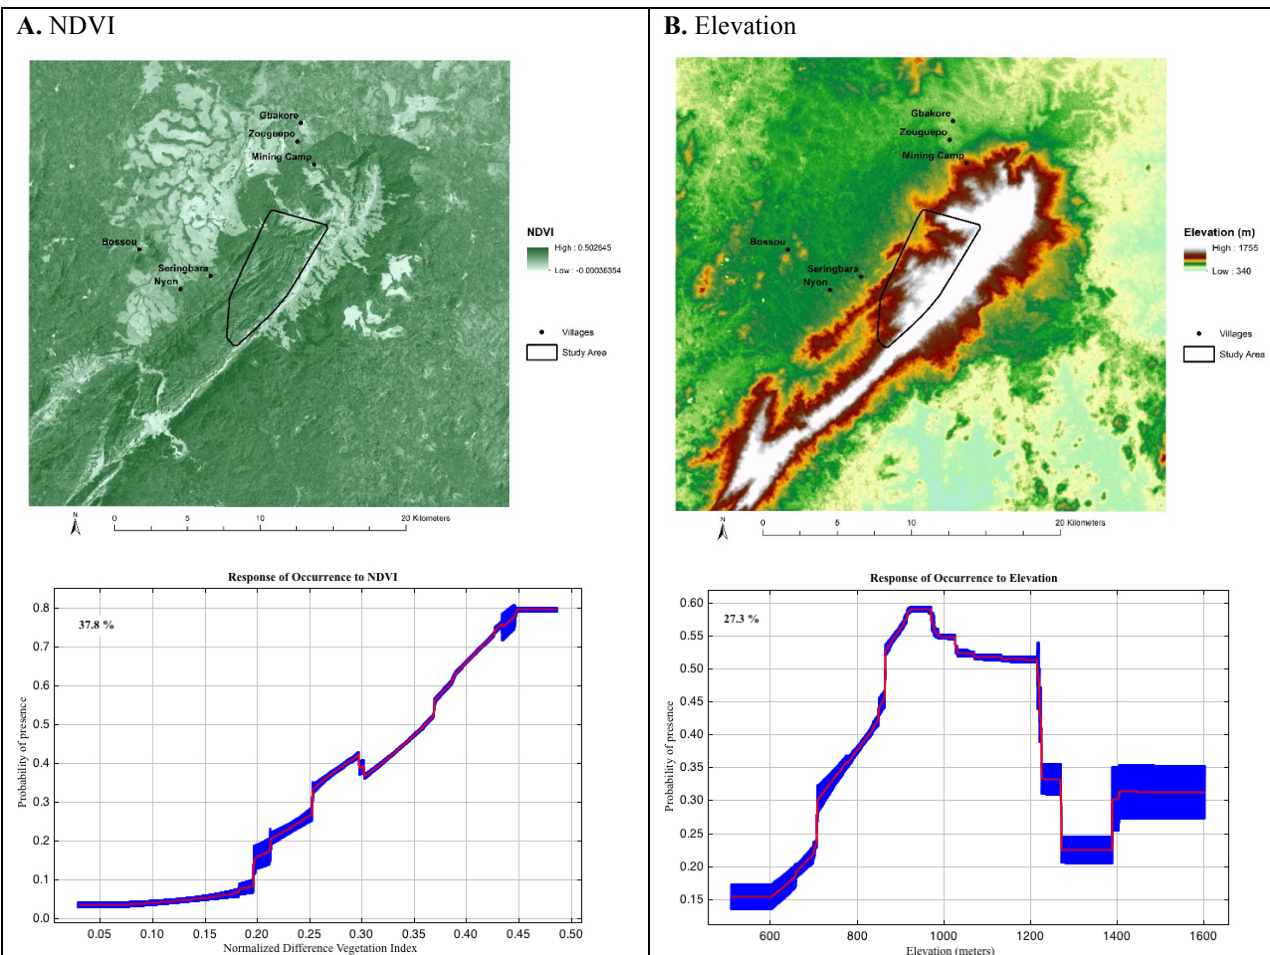 A. NDVI
Gbakore
Zouguepo
Mining Camp
Bossou
Seringbara
Nyon
NDVI
High : 0.502645
Low : -0.00036354
Villages
Study Area
N
0 5 10 20 Kilometers
Response of Occurrence to NDVI
37.8 %
Probability of presence
0.8
0.7
0.6
0.5
0.4
0.3
0.2
0.1
0.0
0.05 0.10 0.15 0.20 0.25 0.30 0.35 0.40 0.45 0.50
Normalized Difference Vegetation Index
B. Elevation
Gbakore
Zouguepo
Mining Camp
Bossou
Seringbara
Nyon
Elevation (m)
High : 1755
Low : 340
Villages
Study Area
N
0 5 10 20 Kilometers
Response of Occurrence to Elevation
27.3 %
Probability of presence
0.60
0.55
0.50
0.45
0.40
0.35
0.30
0.25
0.20
0.15
600 800 1000 1200 1400 1600
Elevation (meters)